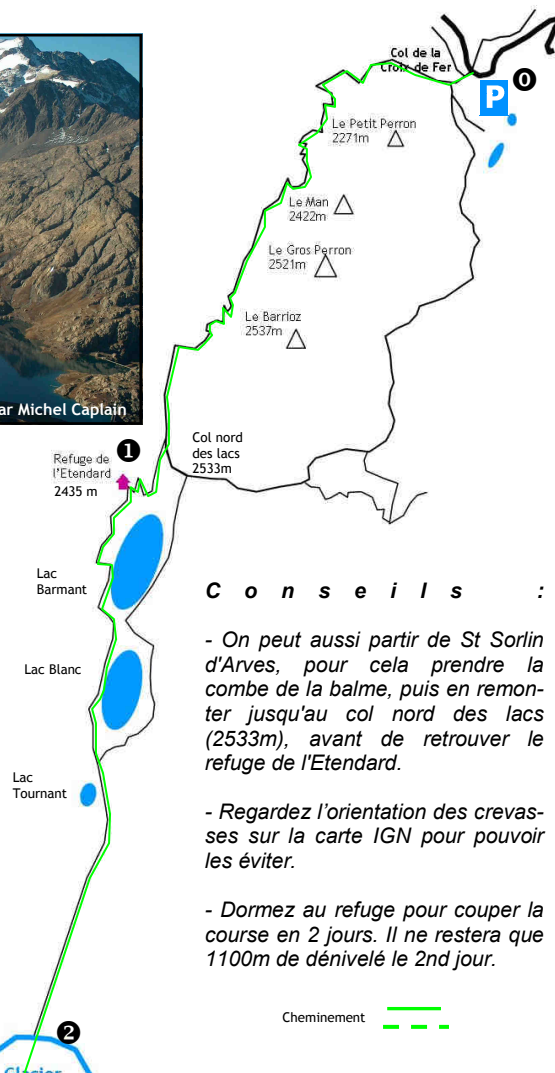 Col de la
Croix de Fer
P
0
Le Petit Perron
2271m
Le Man
2422m
Le Gros Perron
2521m
Le Barrioz
2537m
ar Michel Caplain
1
Refuge de
l'Etendard
2435 m
Col nord
des lacs
2533m
Lac
Barmant
Lac Blanc
Lac
Tournant
Conseils :
- On peut aussi partir de St Sorlin
d'Arves, pour cela prendre la
combe de la balme, puis en remon-
ter jusqu'au col nord des lacs
(2533m), avant de retrouver le
refuge de l'Etendard.
- Regardez l’orientation des crevas-
ses sur la carte IGN pour pouvoir
les éviter.
- Dormez au refuge pour couper la
course en 2 jours. Il ne restera que
1100m de dénivelé le 2nd jour.
Cheminement
2
Glacier